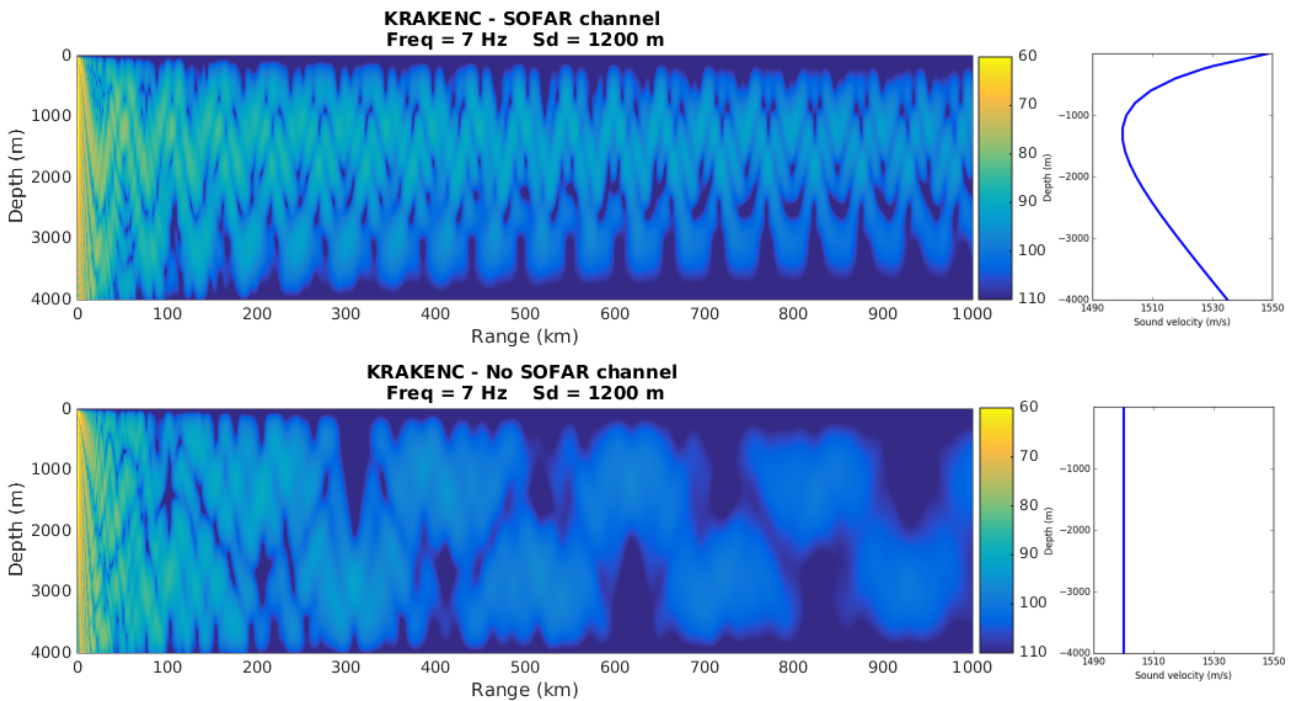 KRAKENC - SOFAR channel
Freq = 7 Hz    Sd = 1200 m
0
1000
2000
3000
4000
Depth (m)
0 100 200 300 400 500 600 700 800 900 1000
Range (km)
60
70
80
90
100
110
Depth (m)
−1000
−2000
−3000
−4000
1490 1510 1530 1550
Sound velocity (m/s)
KRAKENC - No SOFAR channel
Freq = 7 Hz    Sd = 1200 m
0
1000
2000
3000
4000
Depth (m)
0 100 200 300 400 500 600 700 800 900 1000
Range (km)
60
70
80
90
100
110
Depth (m)
−1000
−2000
−3000
−4000
1490 1510 1530 1550
Sound velocity (m/s)